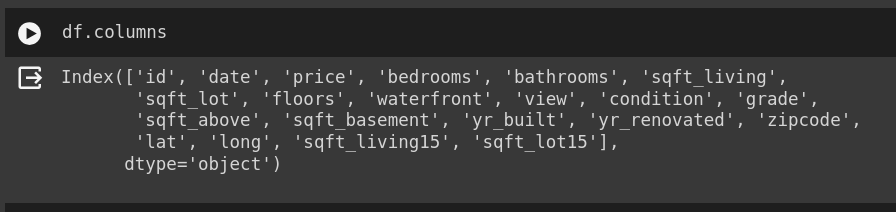 df.columns
Index(['id', 'date', 'price', 'bedrooms', 'bathrooms', 'sqft_living',
       'sqft_lot', 'floors', 'waterfront', 'view', 'condition', 'grade',
       'sqft_above', 'sqft_basement', 'yr_built', 'yr_renovated', 'zipcode',
       'lat', 'long', 'sqft_living15', 'sqft_lot15'],
      dtype='object')